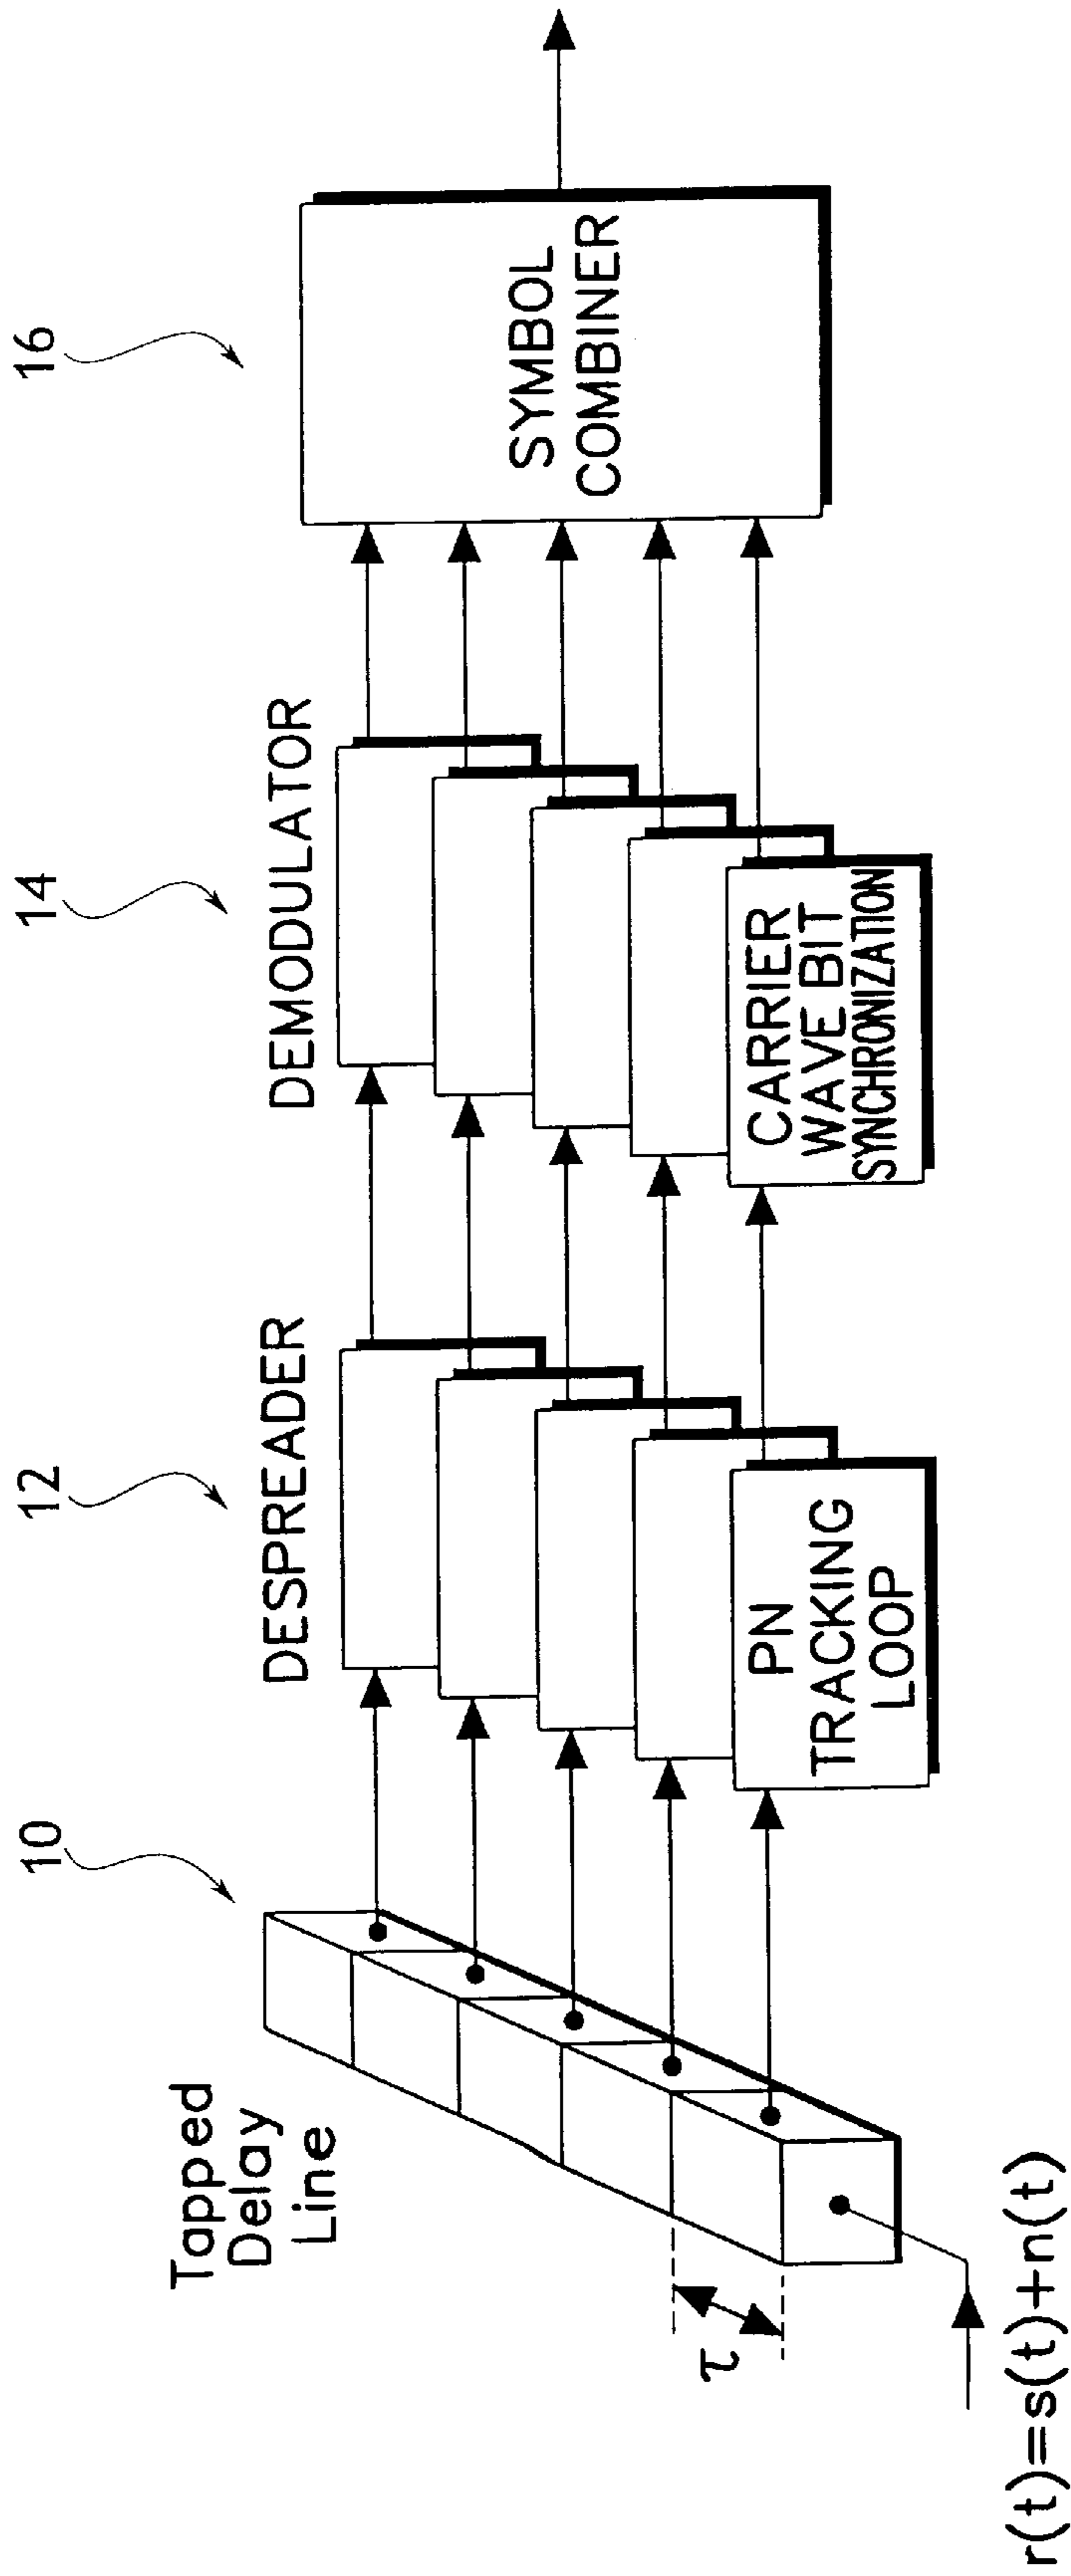 10
12
14
16
Tapped
Delay
Line
DESPREADER
DEMODULATOR
SYMBOL
COMBINER
PN
TRACKING
LOOP
CARRIER
WAVE BIT
SYNCHRONIZATION
τ
r(t)=s(t)+n(t)